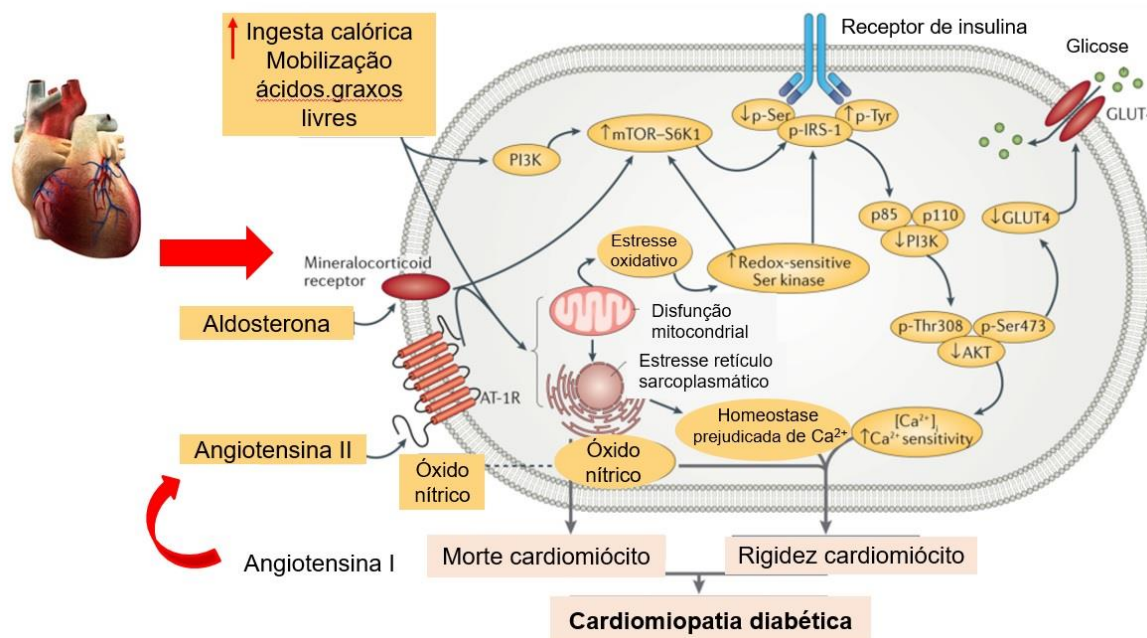 ↑ Ingesta calórica
Mobilização
ácidos.graxos
livres
Receptor de insulina
Glicose
GLUT4
↓p-Ser
↑p-Tyr
p-IRS-1
↑mTOR–S6K1
PI3K
p85
p110
↓PI3K
↓GLUT4
Estresse
oxidativo
↑Redox-sensitive
Ser kinase
Mineralocorticoid
receptor
Aldosterona
Disfunção
mitocondrial
p-Thr308
p-Ser473
↓AKT
Estresse retículo
sarcoplasmático
AT-1R
Homeostase
prejudicada de Ca²⁺
[Ca²⁺]i
↑Ca²⁺ sensitivity
Angiotensina II
Óxido
nítrico
Óxido
nítrico
Angiotensina I
Morte cardiomiócito
Rigidez cardiomiócito
Cardiomiopatia diabética